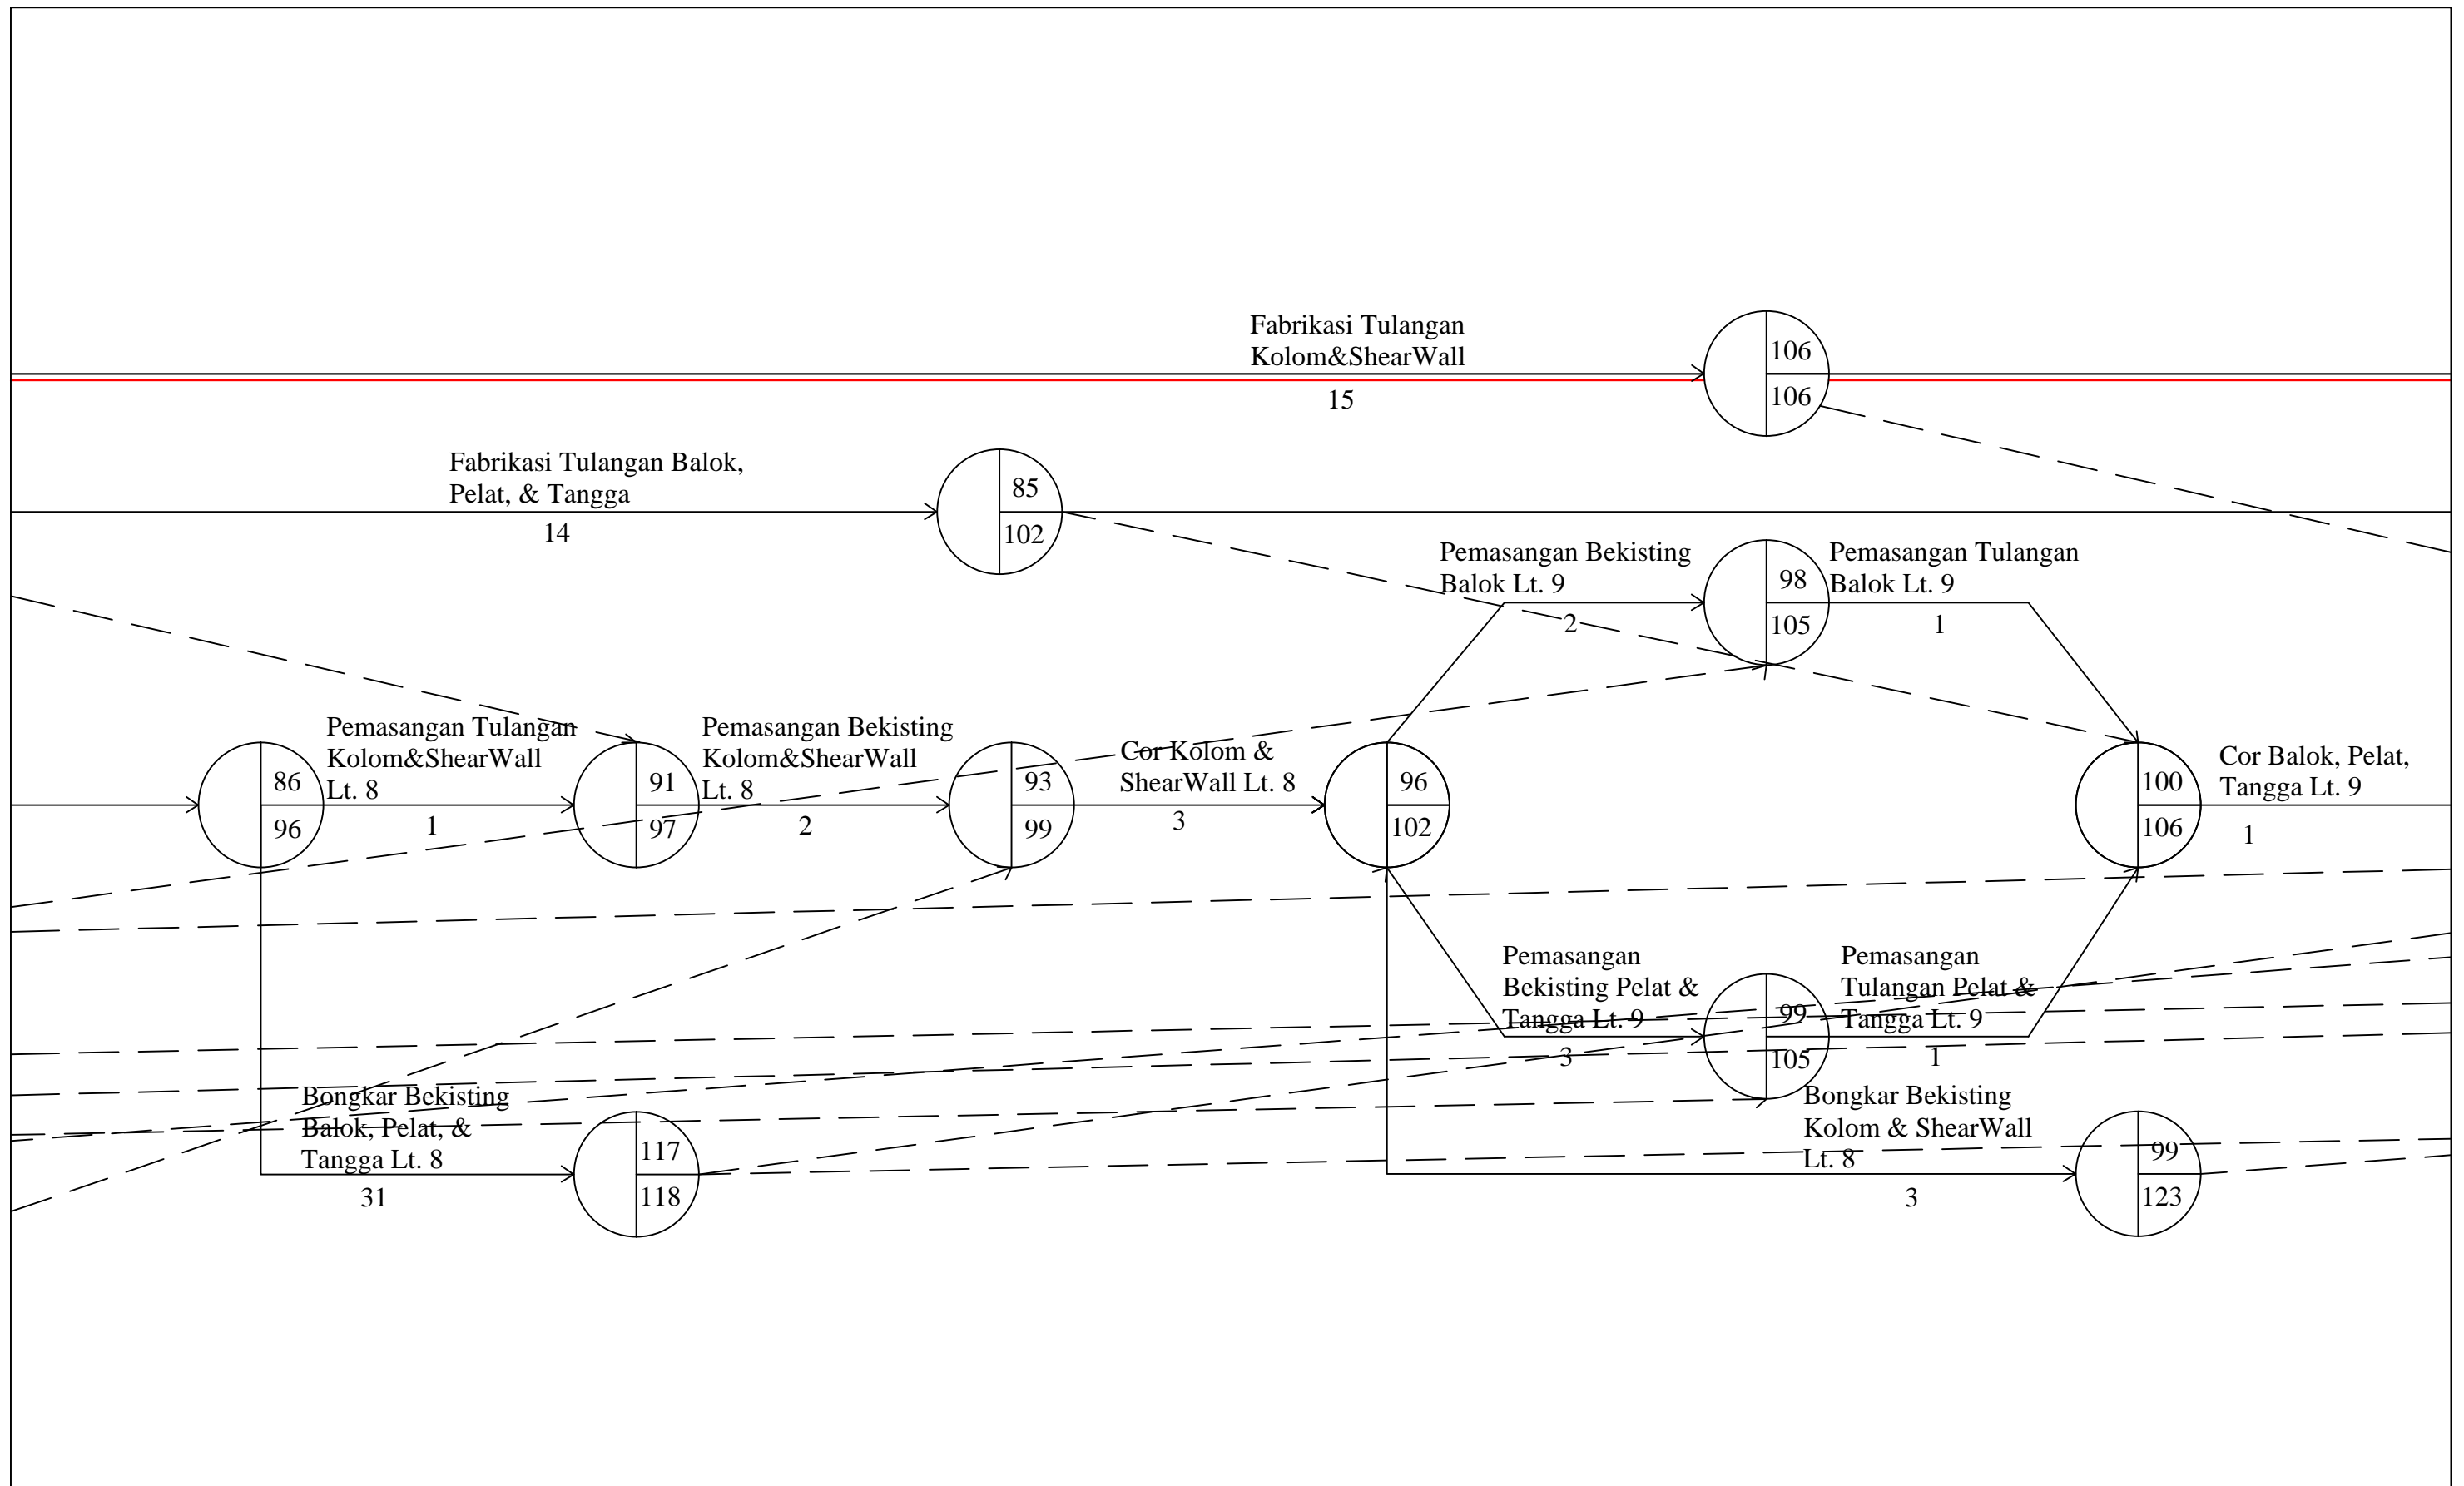 Fabrikasi Tulangan
Kolom&ShearWall
15
106
106
Fabrikasi Tulangan Balok,
Pelat, & Tangga
14
85
102
Pemasangan Bekisting
Balok Lt. 9
2
98
105
Pemasangan Tulangan
Balok Lt. 9
1
86
96
Pemasangan Tulangan
Kolom&ShearWall
Lt. 8
1
91
97
Pemasangan Bekisting
Kolom&ShearWall
Lt. 8
2
93
99
Cor Kolom &
ShearWall Lt. 8
3
96
102
100
106
Cor Balok, Pelat,
Tangga Lt. 9
1
Pemasangan
Bekisting Pelat &
Tangga Lt. 9
3
99
105
Pemasangan
Tulangan Pelat &
Tangga Lt. 9
1
Bongkar Bekisting
Balok, Pelat, &
Tangga Lt. 8
31
117
118
Bongkar Bekisting
Kolom & ShearWall
Lt. 8
3
99
123